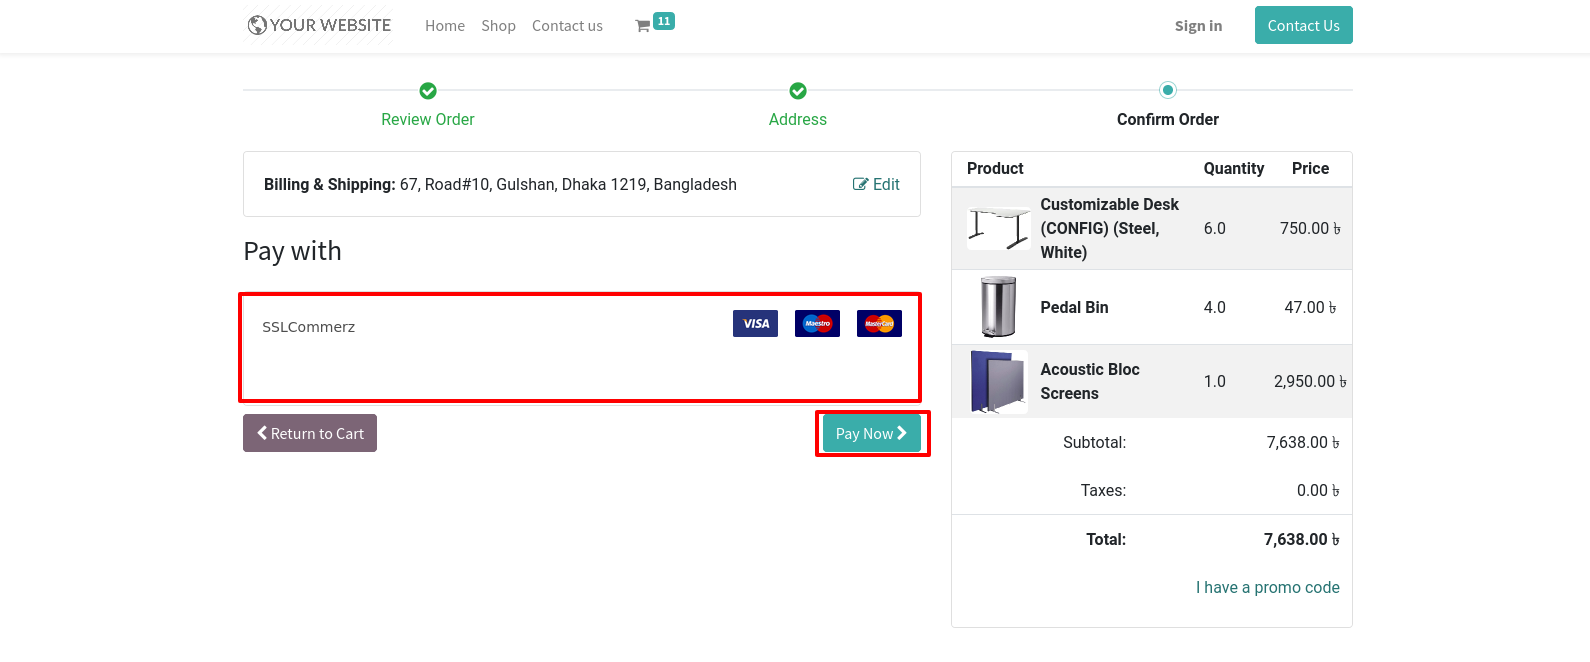 YOUR WEBSITE
Home Shop Contact us 11
Sign in
Contact Us
Review Order
Address
Confirm Order
Billing & Shipping: 67, Road#10, Gulshan, Dhaka 1219, Bangladesh
Edit
Pay with
SSLCommerz
VISA Maestro MasterCard
Return to Cart
Pay Now
Product Quantity Price
Customizable Desk
(CONFIG) (Steel, 6.0 750.00 ৳
White)
Pedal Bin 4.0 47.00 ৳
Acoustic Bloc
Screens 1.0 2,950.00 ৳
Subtotal: 7,638.00 ৳
Taxes: 0.00 ৳
Total: 7,638.00 ৳
I have a promo code